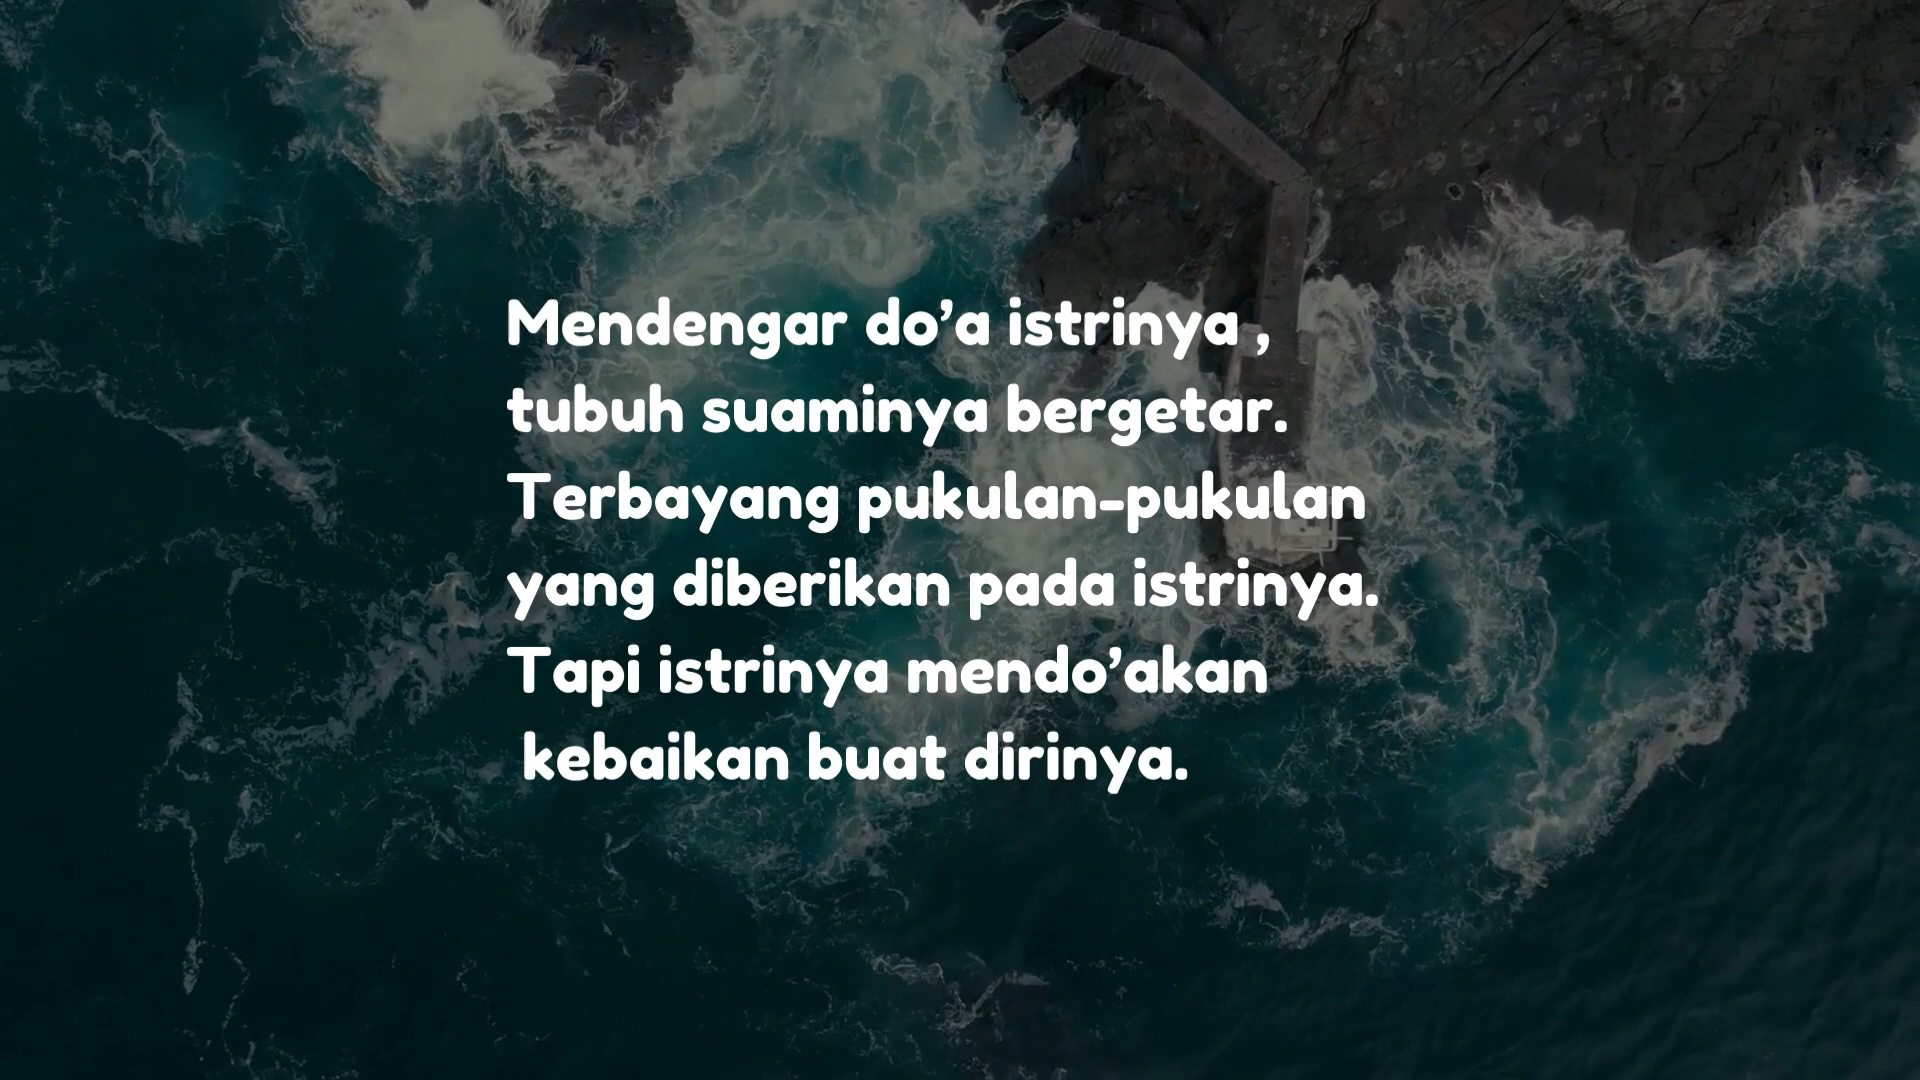 Mendengar do’a istrinya ,
tubuh suaminya bergetar.
Terbayang pukulan-pukulan
yang diberikan pada istrinya.
Tapi istrinya mendo’akan
kebaikan buat dirinya.